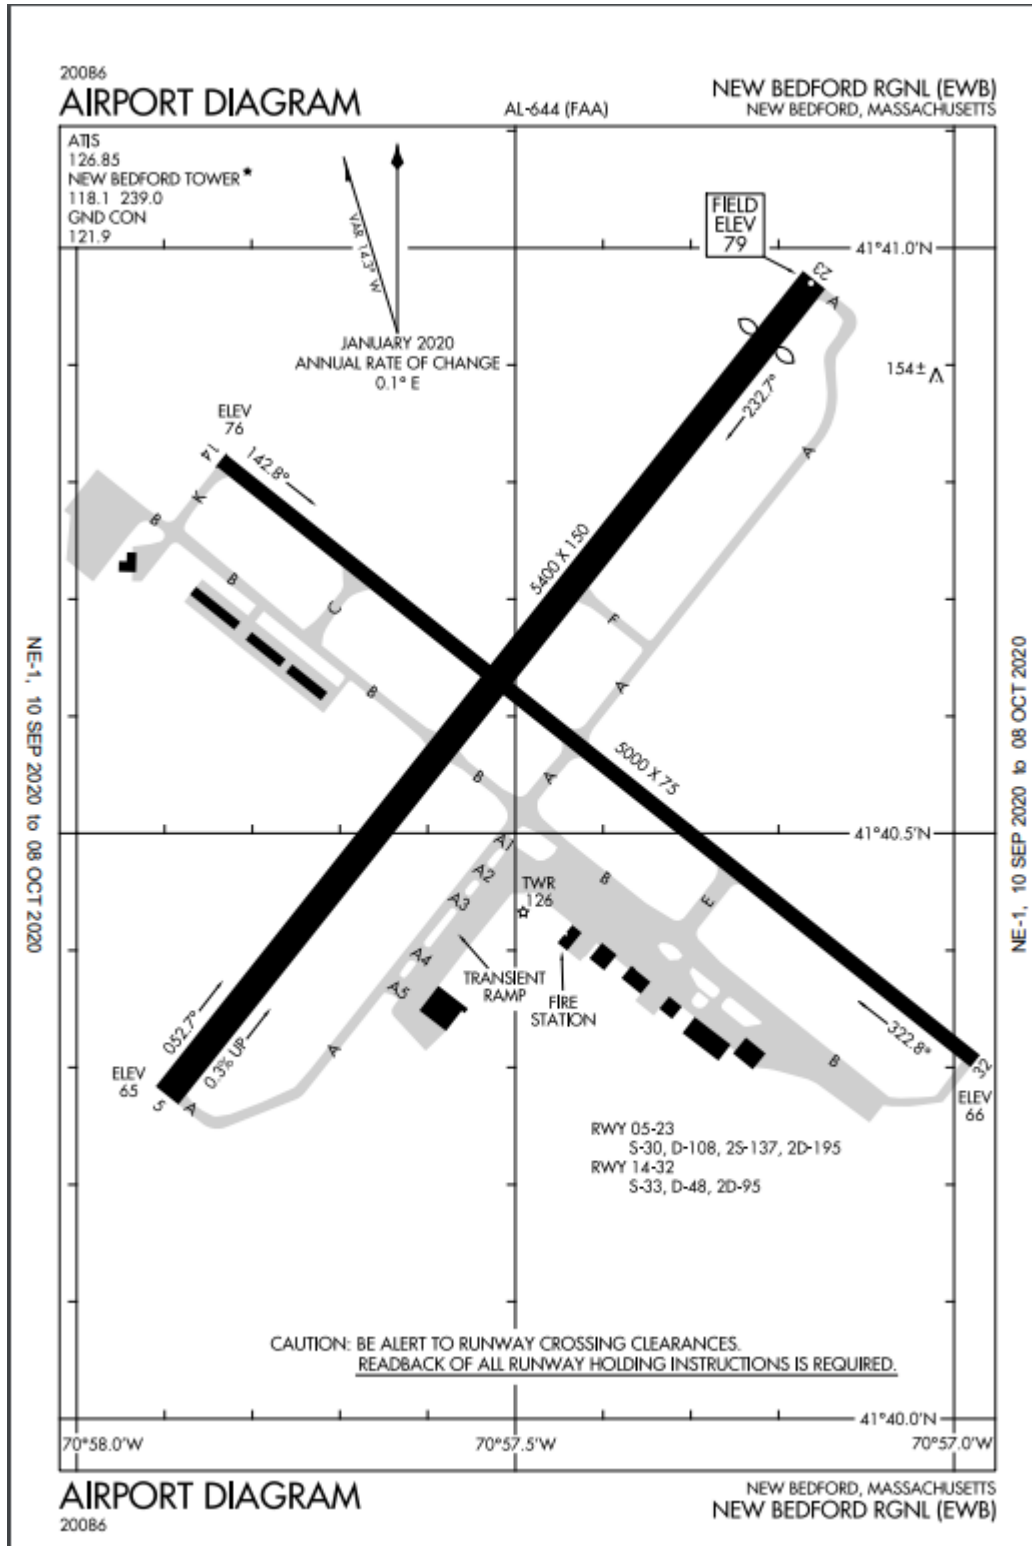 20086
AIRPORT DIAGRAM
AL-644 (FAA)
NEW BEDFORD RGNL (EWB)
NEW BEDFORD, MASSACHUSETTS
ATIS
126.85
NEW BEDFORD TOWER★
118.1 239.0
GND CON
121.9
VAR 14.3° W
JANUARY 2020
ANNUAL RATE OF CHANGE
0.1° E
FIELD
ELEV
79
41°41.0'N
23
A
154±
232.7°
A
ELEV
76
14
142.8°
K
B
B
C
5400 X 150
F
A
B
5000 X 75
B
A
41°40.5'N
A1
A2
A3
A4
A5
TWR
126
B
E
TRANSIENT
RAMP
FIRE
STATION
052.7°
0.3% UP
A
ELEV
65
5
A
322.8°
B
32
ELEV
66
RWY 05-23
S-30, D-108, 2S-137, 2D-195
RWY 14-32
S-33, D-48, 2D-95
CAUTION: BE ALERT TO RUNWAY CROSSING CLEARANCES.
READBACK OF ALL RUNWAY HOLDING INSTRUCTIONS IS REQUIRED.
41°40.0'N
70°58.0'W
70°57.5'W
70°57.0'W
NE-1, 10 SEP 2020 to 08 OCT 2020
NE-1, 10 SEP 2020 to 08 OCT 2020
AIRPORT DIAGRAM
20086
NEW BEDFORD, MASSACHUSETTS
NEW BEDFORD RGNL (EWB)